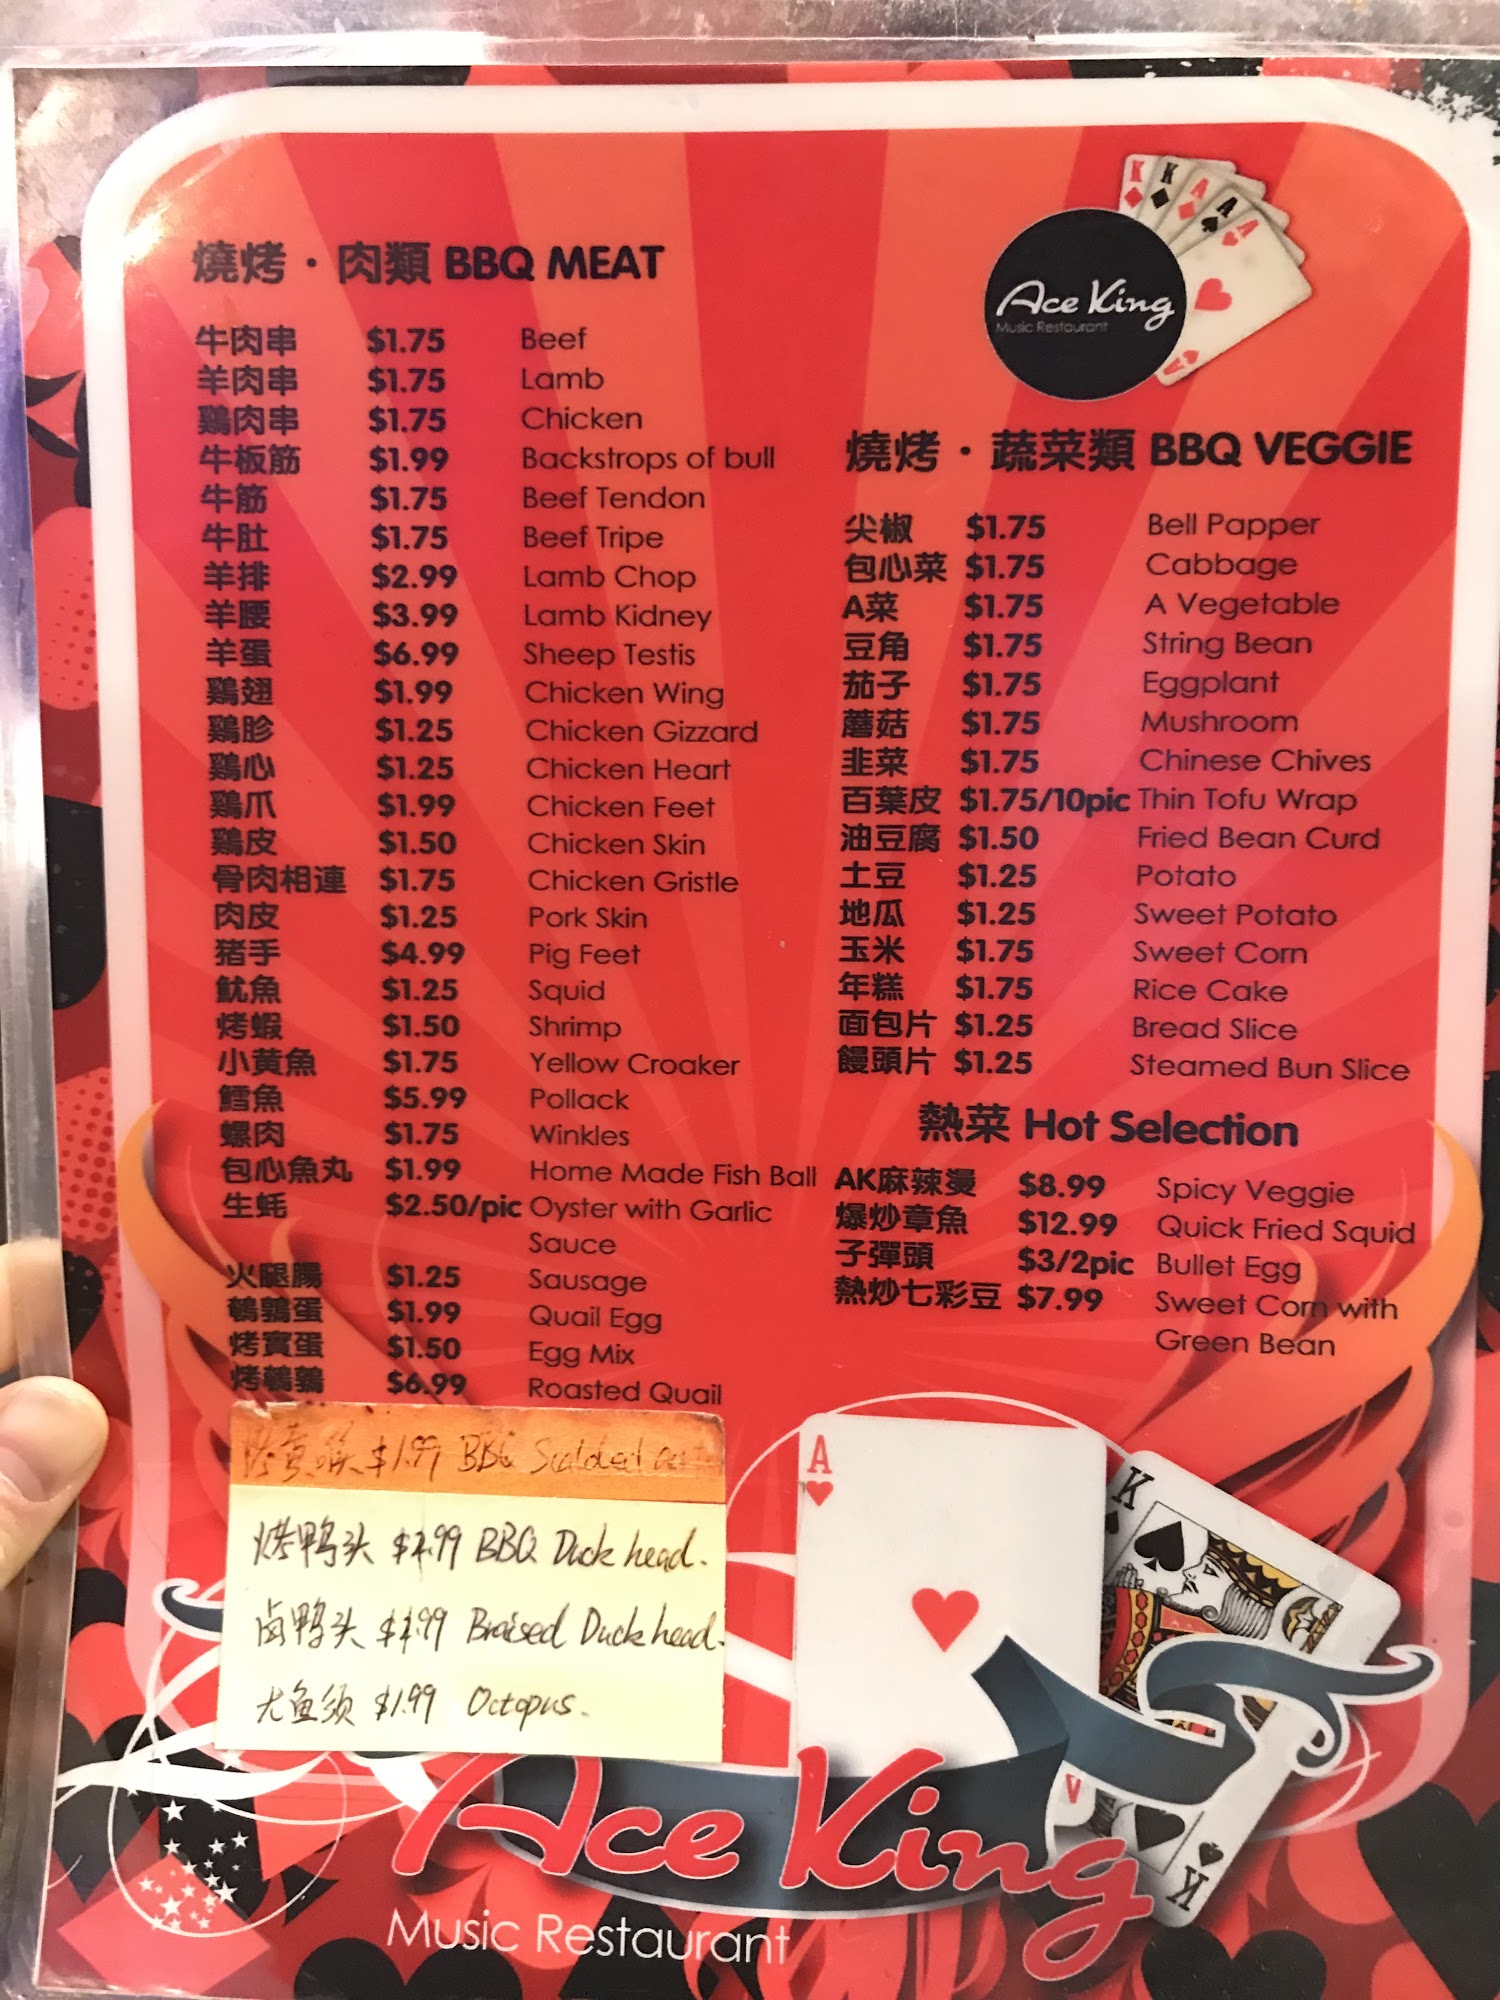 燒烤・肉類 BBQ MEAT
牛肉串 $1.75 Beef
羊肉串 $1.75 Lamb
鷄肉串 $1.75 Chicken
牛板筋 $1.99 Backstrops of bull
牛筋 $1.75 Beef Tendon
牛肚 $1.75 Beef Tripe
羊排 $2.99 Lamb Chop
羊腰 $3.99 Lamb Kidney
羊蛋 $6.99 Sheep Testis
鷄翅 $1.99 Chicken Wing
鷄胗 $1.25 Chicken Gizzard
鷄心 $1.25 Chicken Heart
鷄爪 $1.99 Chicken Feet
鷄皮 $1.50 Chicken Skin
骨肉相連 $1.75 Chicken Gristle
肉皮 $1.25 Pork Skin
猪手 $4.99 Pig Feet
魷魚 $1.25 Squid
烤蝦 $1.50 Shrimp
小黄魚 $1.75 Yellow Croaker
鱈魚 $5.99 Pollack
螺肉 $1.75 Winkles
包心魚丸 $1.99 Home Made Fish Ball
生蚝 $2.50/pic Oyster with Garlic
Sauce
火腿腸 $1.25 Sausage
鵪鶉蛋 $1.99 Quail Egg
烤寶蛋 $1.50 Egg Mix
烤鵪鶉 $6.99 Roasted Quail
$1.99 BBQ
烤鸭头 $1.99 BBQ Duck head.
卤鸭头 $1.99 Braised Duck head.
尤鱼须 $1.99 Octopus.
K K A A A
Ace King
Music Restaurant
燒烤・蔬菜類 BBQ VEGGIE
尖椒 $1.75 Bell Papper
包心菜 $1.75 Cabbage
A菜 $1.75 A Vegetable
豆角 $1.75 String Bean
茄子 $1.75 Eggplant
蘑菇 $1.75 Mushroom
韭菜 $1.75 Chinese Chives
百葉皮 $1.75/10pic Thin Tofu Wrap
油豆腐 $1.50 Fried Bean Curd
土豆 $1.25 Potato
地瓜 $1.25 Sweet Potato
玉米 $1.75 Sweet Corn
年糕 $1.75 Rice Cake
面包片 $1.25 Bread Slice
饅頭片 $1.25 Steamed Bun Slice
熱菜 Hot Selection
AK麻辣燙 $8.99 Spicy Veggie
爆炒章魚 $12.99 Quick Fried Squid
子彈頭 $3/2pic Bullet Egg
熱炒七彩豆 $7.99 Sweet Corn with
Green Bean
A
K
K
Ace King
Music Restaurant